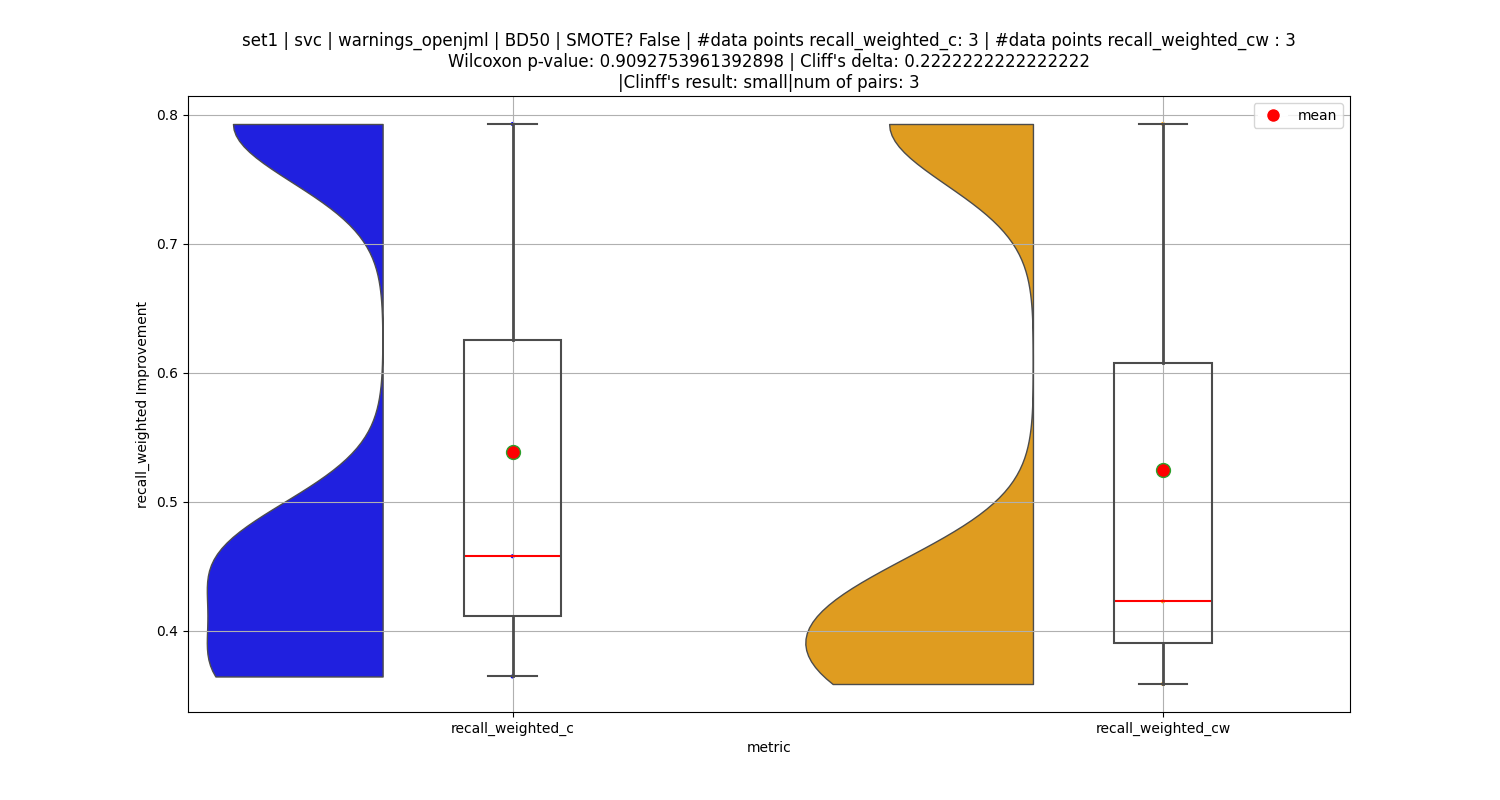 set1 | svc | warnings_openjml | BD50 | SMOTE? False | #data points recall_weighted_c: 3 | #data points recall_weighted_cw : 3
Wilcoxon p-value: 0.9092753961392898 | Cliff's delta: 0.2222222222222222
|Clinff's result: small|num of pairs: 3
mean
0.8
0.7
0.6
0.5
0.4
recall_weighted Improvement
recall_weighted_c
recall_weighted_cw
metric